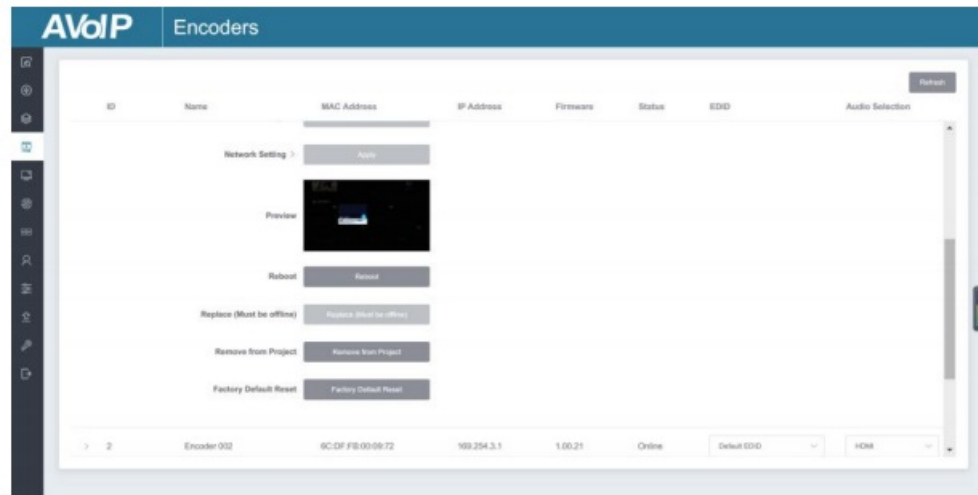 AVoIP Encoders
Refresh
ID Name MAC Address IP Address Firmware Status EDID Audio Selection
Network Setting > Apply
Preview
Reboot Reboot
Replace (Must be offline) Replace (Must be offline)
Remove from Project Remove from Project
Factory Default Reset Factory Default Reset
> 2 Encoder 002 6C:DF:FB:00:09:72 169.254.3.1 1.00.21 Online Default EDID HDMI